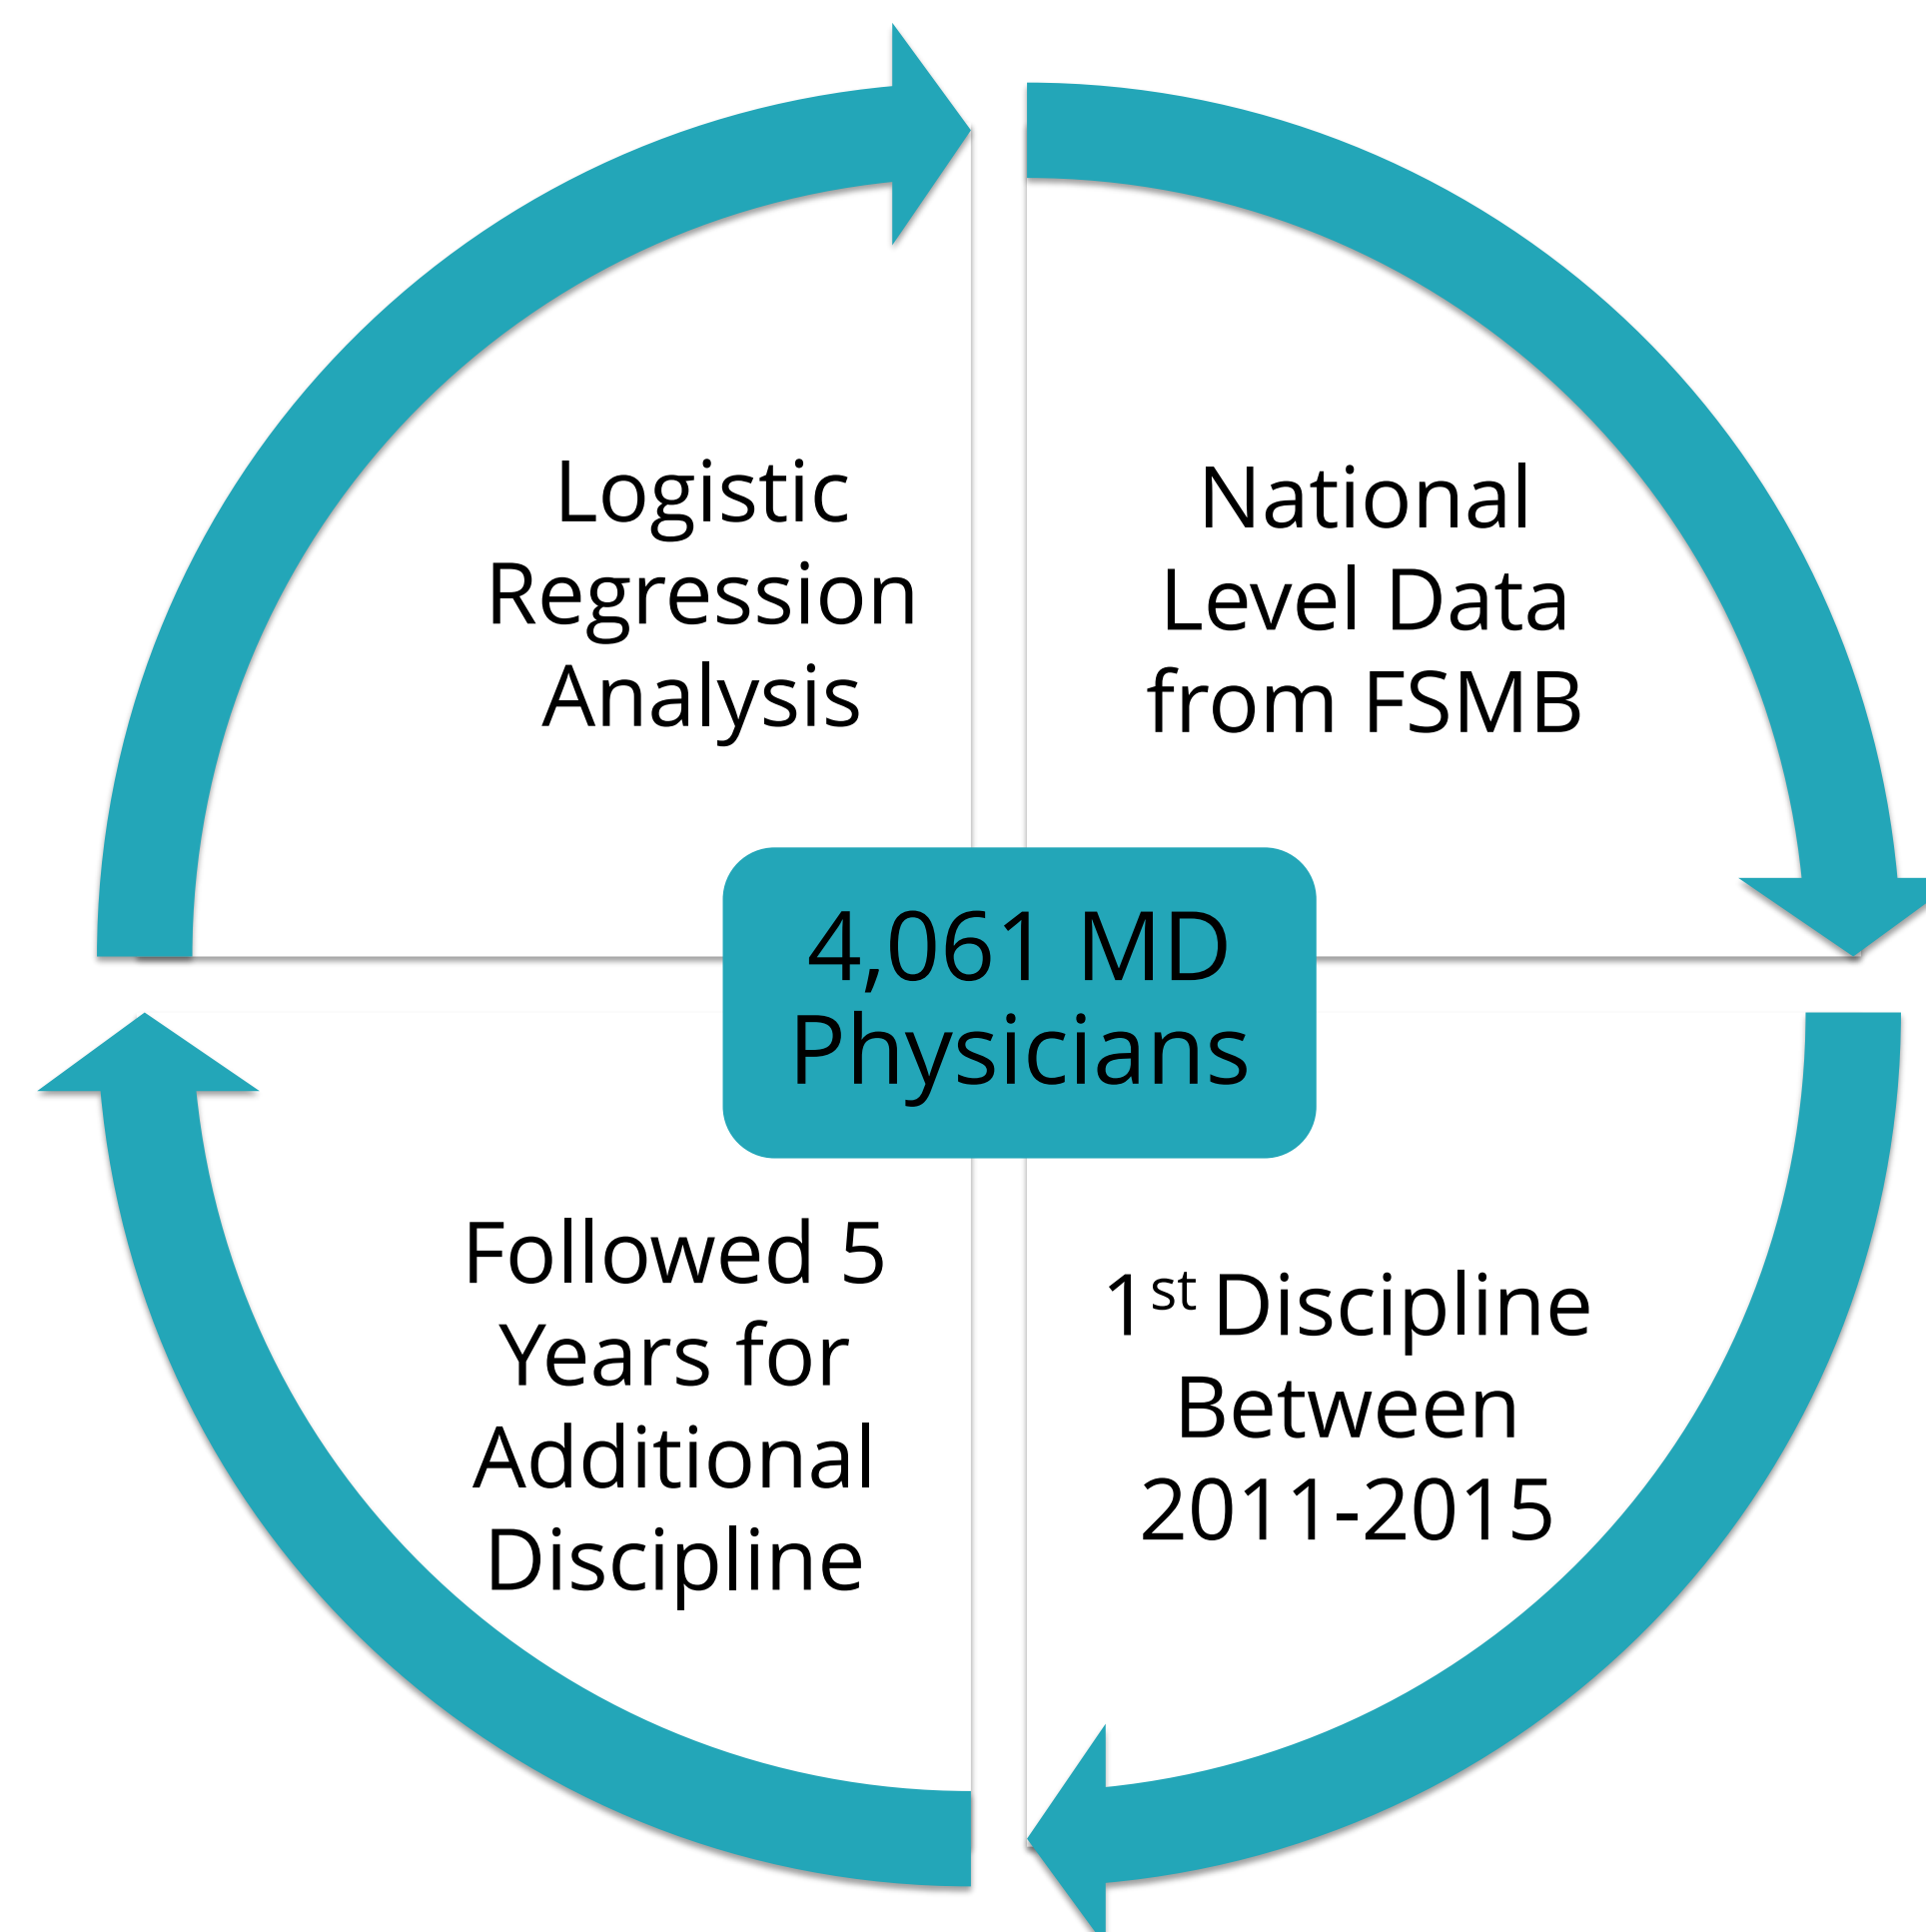 Logistic
Regression
Analysis
National
Level Data
from FSMB
4,061 MD
Physicians
Followed 5
Years for
Additional
Discipline
1st Discipline
Between
2011-2015